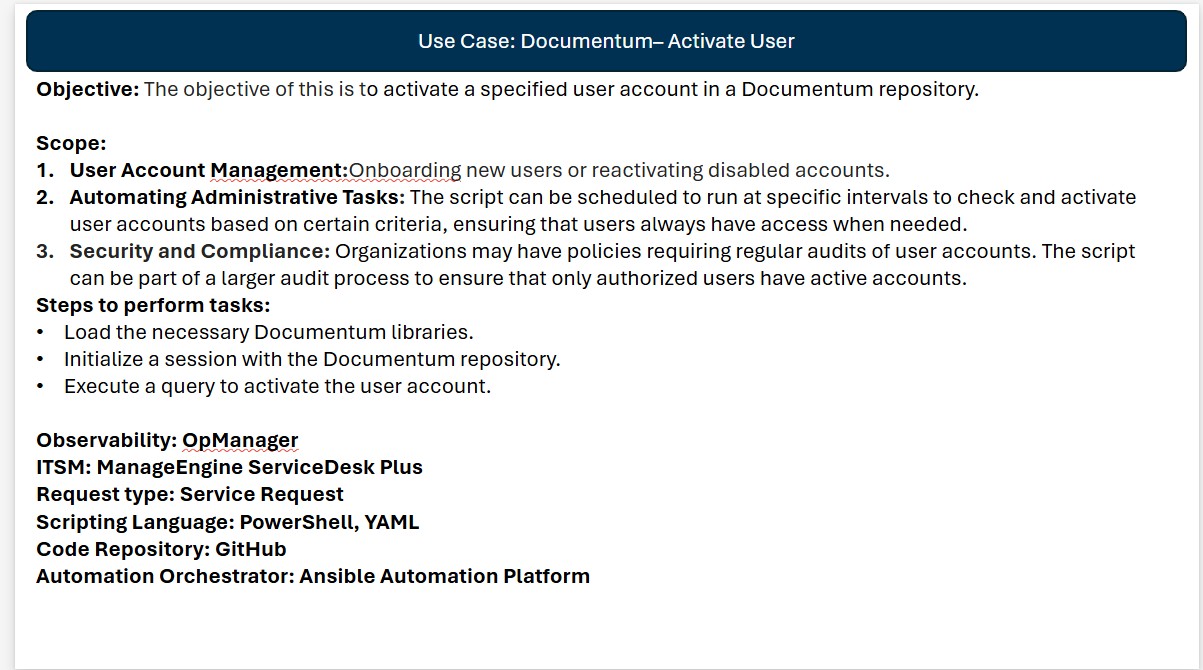 Use Case: Documentum– Activate User
Objective: The objective of this is to activate a specified user account in a Documentum repository.
Scope:
1. User Account Management:Onboarding new users or reactivating disabled accounts.
2. Automating Administrative Tasks: The script can be scheduled to run at specific intervals to check and activate
user accounts based on certain criteria, ensuring that users always have access when needed.
3. Security and Compliance: Organizations may have policies requiring regular audits of user accounts. The script
can be part of a larger audit process to ensure that only authorized users have active accounts.
Steps to perform tasks:
• Load the necessary Documentum libraries.
• Initialize a session with the Documentum repository.
• Execute a query to activate the user account.
Observability: OpManager
ITSM: ManageEngine ServiceDesk Plus
Request type: Service Request
Scripting Language: PowerShell, YAML
Code Repository: GitHub
Automation Orchestrator: Ansible Automation Platform